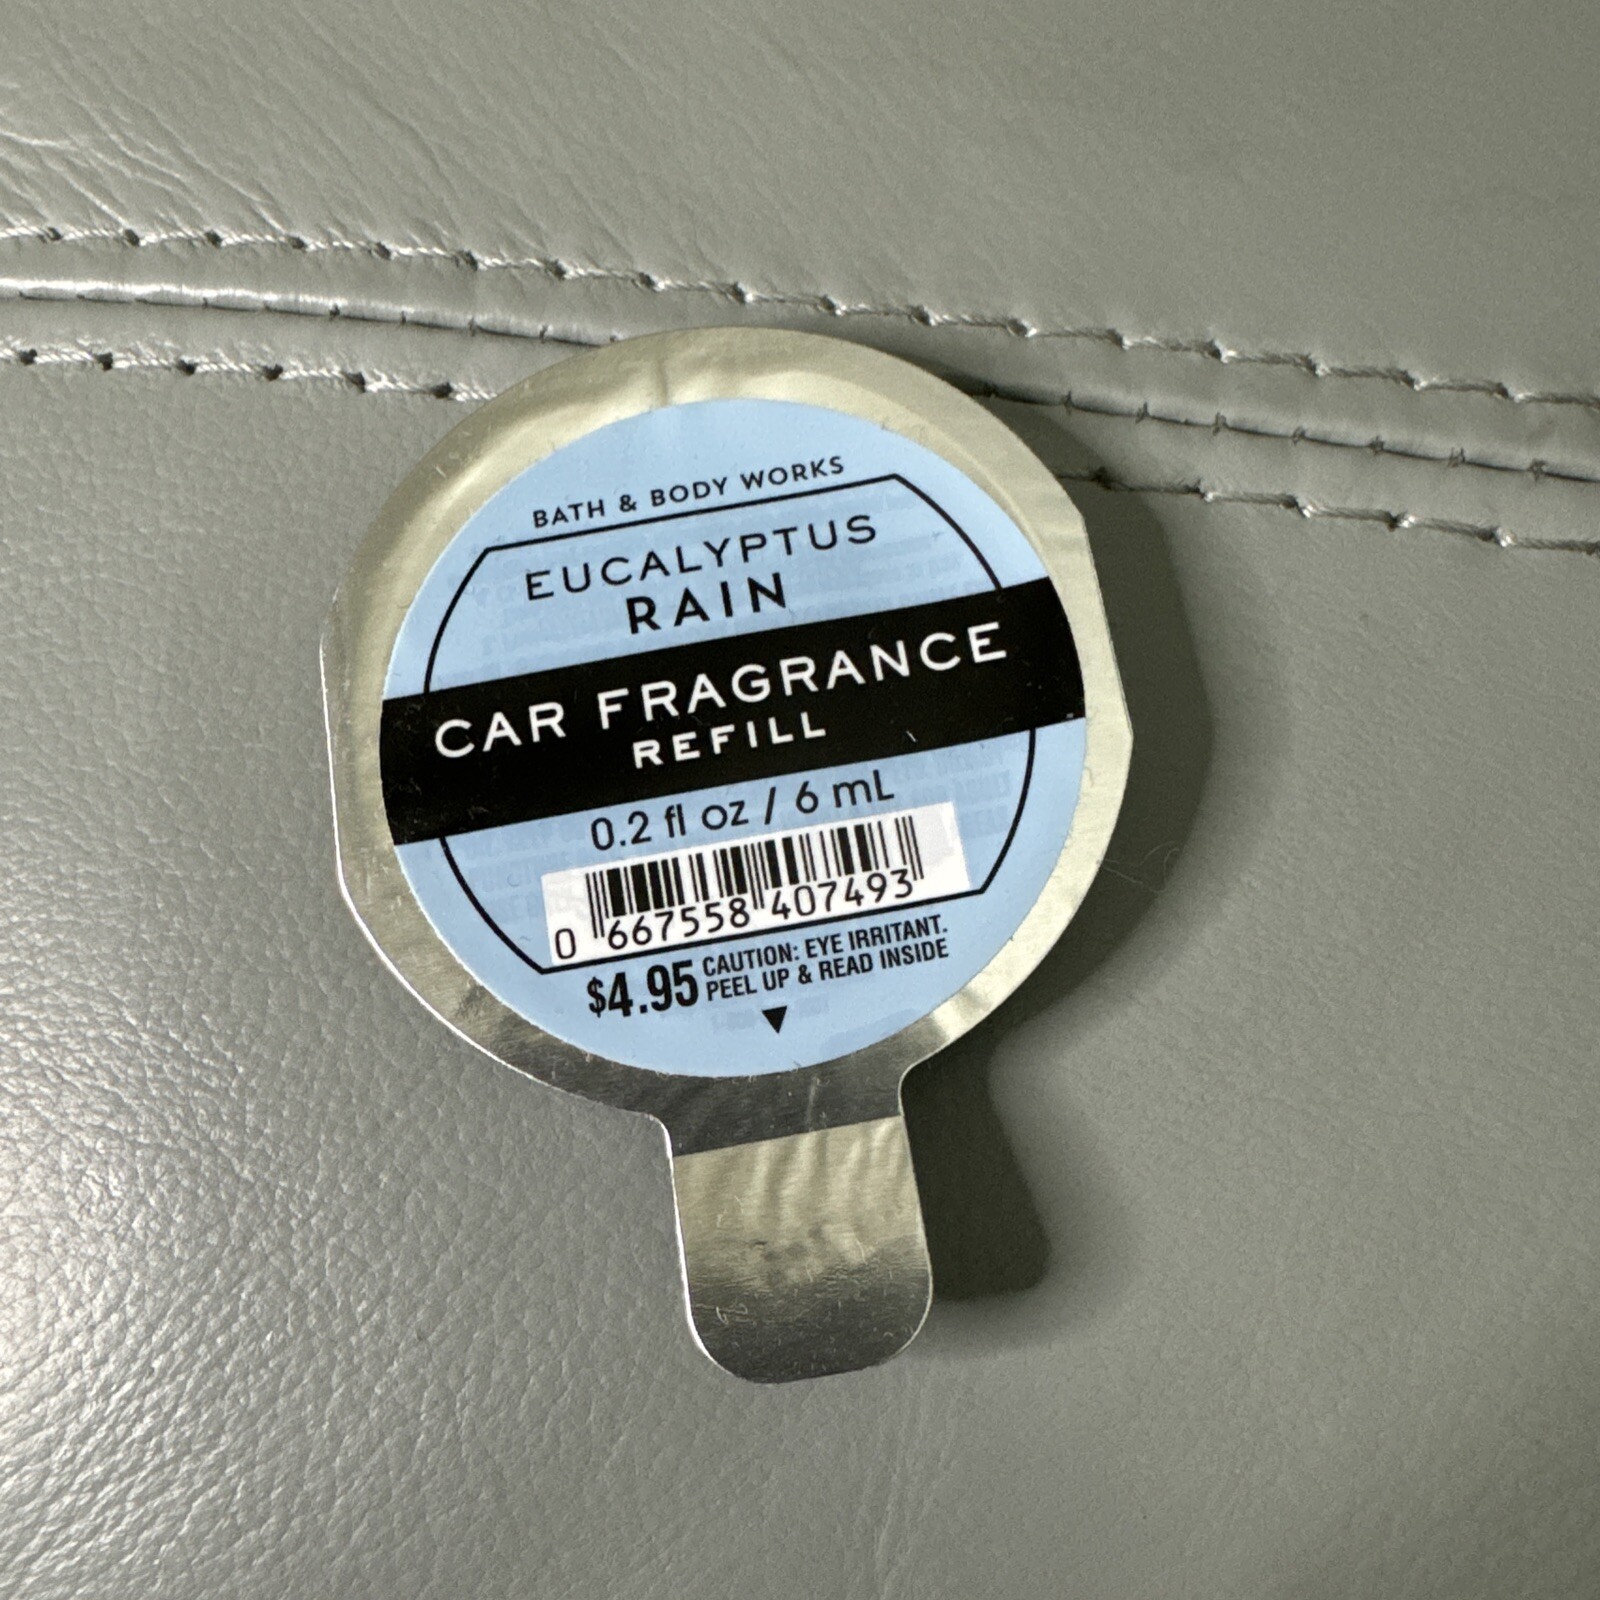 BATH & BODY WORKS
EUCALYPTUS
RAIN
CAR FRAGRANCE
REFILL
0.2 fl oz / 6 mL
0 667558 407493
$4.95 CAUTION: EYE IRRITANT.
PEEL UP & READ INSIDE